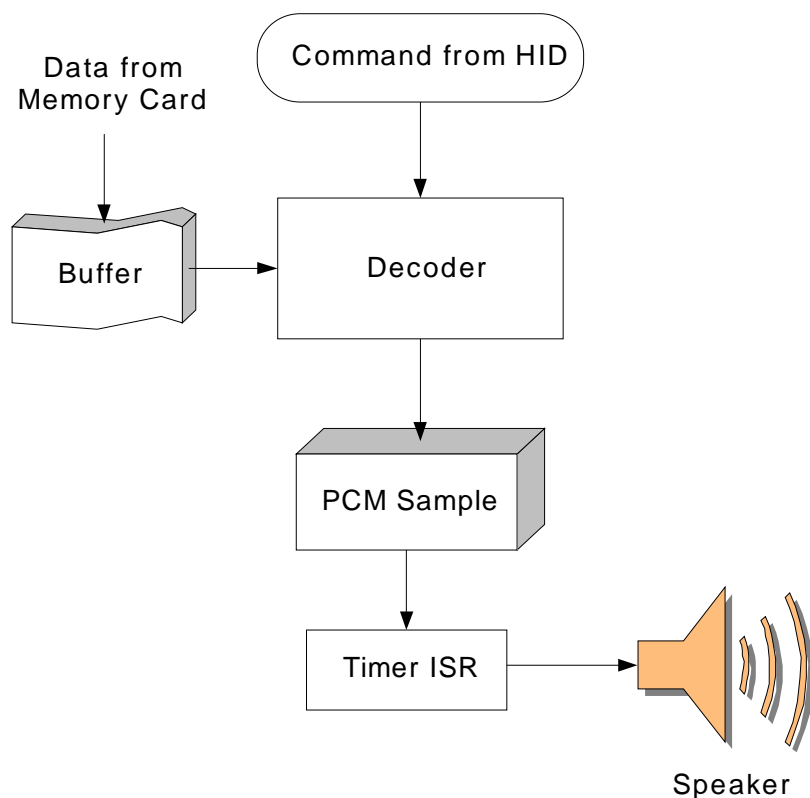 Command from HID
Data from
Memory Card
Buffer
Decoder
PCM Sample
Timer ISR
Speaker